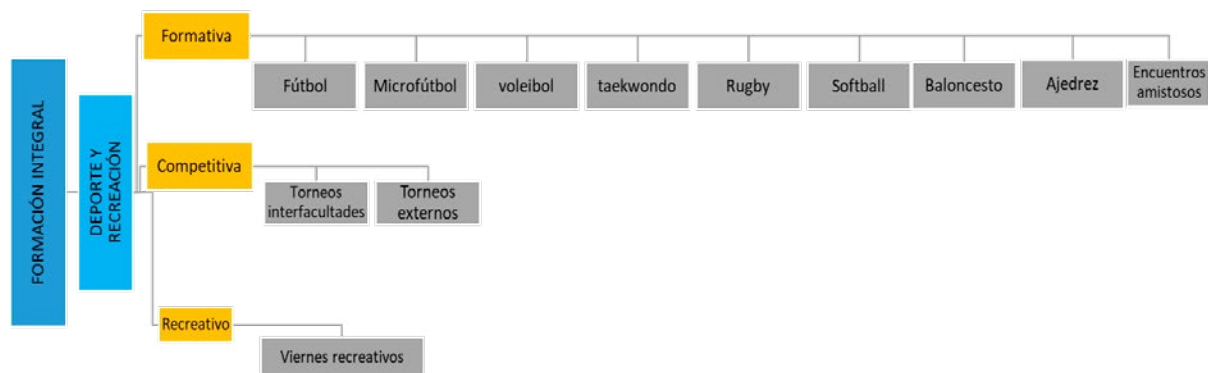 FORMACIÓN INTEGRAL
DEPORTE Y
RECREACIÓN
Formativa
Fútbol
Microfútbol
voleibol
taekwondo
Rugby
Softball
Baloncesto
Ajedrez
Encuentros
amistosos
Competitiva
Torneos
interfacultades
Torneos
externos
Recreativo
Viernes recreativos